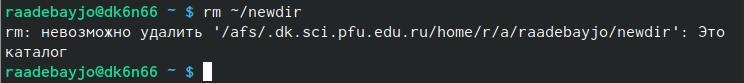 raadebayjo@dk6n66 ~ $ rm ~/newdir
rm: невозможно удалить '/afs/.dk.sci.pfu.edu.ru/home/r/a/raadebayjo/newdir': Это
каталог
raadebayjo@dk6n66 ~ $